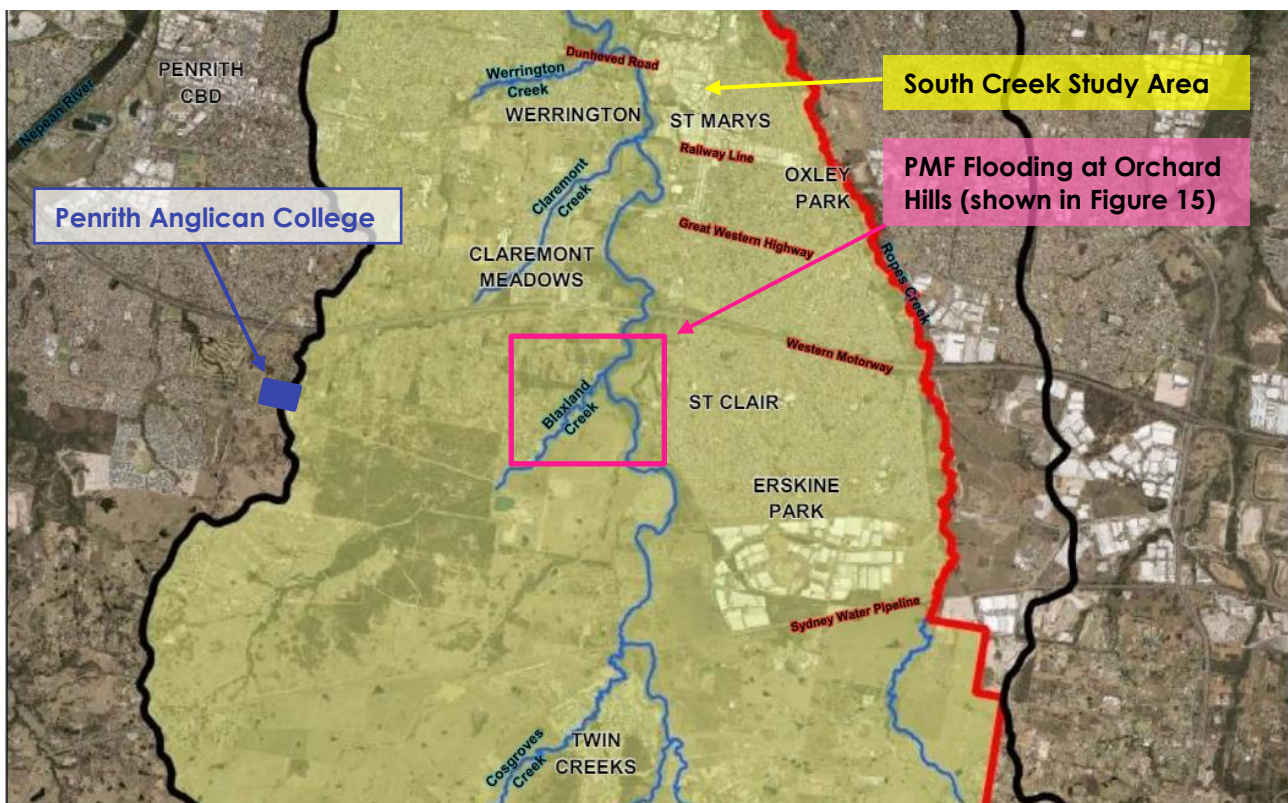 PENRITH
CBD
Nepean River
Werrington
Creek
Dunheved Road
WERRINGTON
ST MARYS
South Creek Study Area
Railway Line
OXLEY
PARK
PMF Flooding at Orchard
Hills (shown in Figure 15)
Claremont
Creek
Penrith Anglican College
Great Western Highway
CLAREMONT
MEADOWS
Ropes Creek
Western Motorway
Blaxland
Creek
ST CLAIR
ERSKINE
PARK
Sydney Water Pipeline
Cosgroves
Creek
TWIN
CREEKS